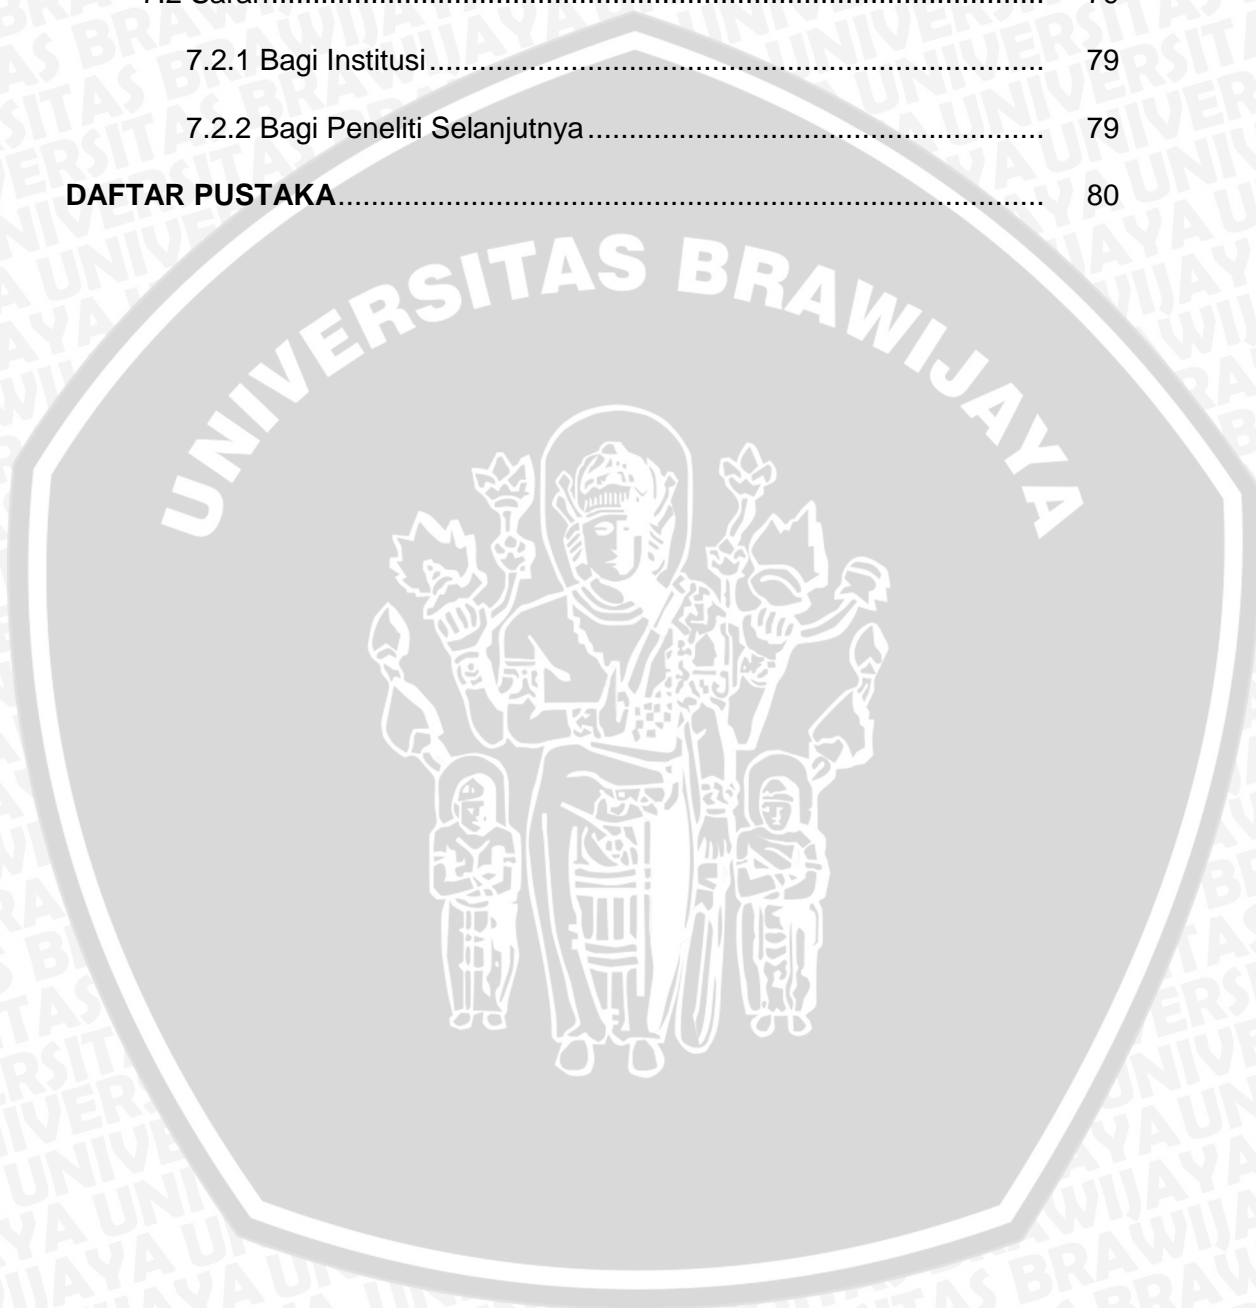 7.2.1 Bagi Institusi.......................................................................... 79
7.2.2 Bagi Peneliti Selanjutnya....................................................... 79
DAFTAR PUSTAKA..................................................................................... 80
UNIVERSITAS BRAWIJAYA